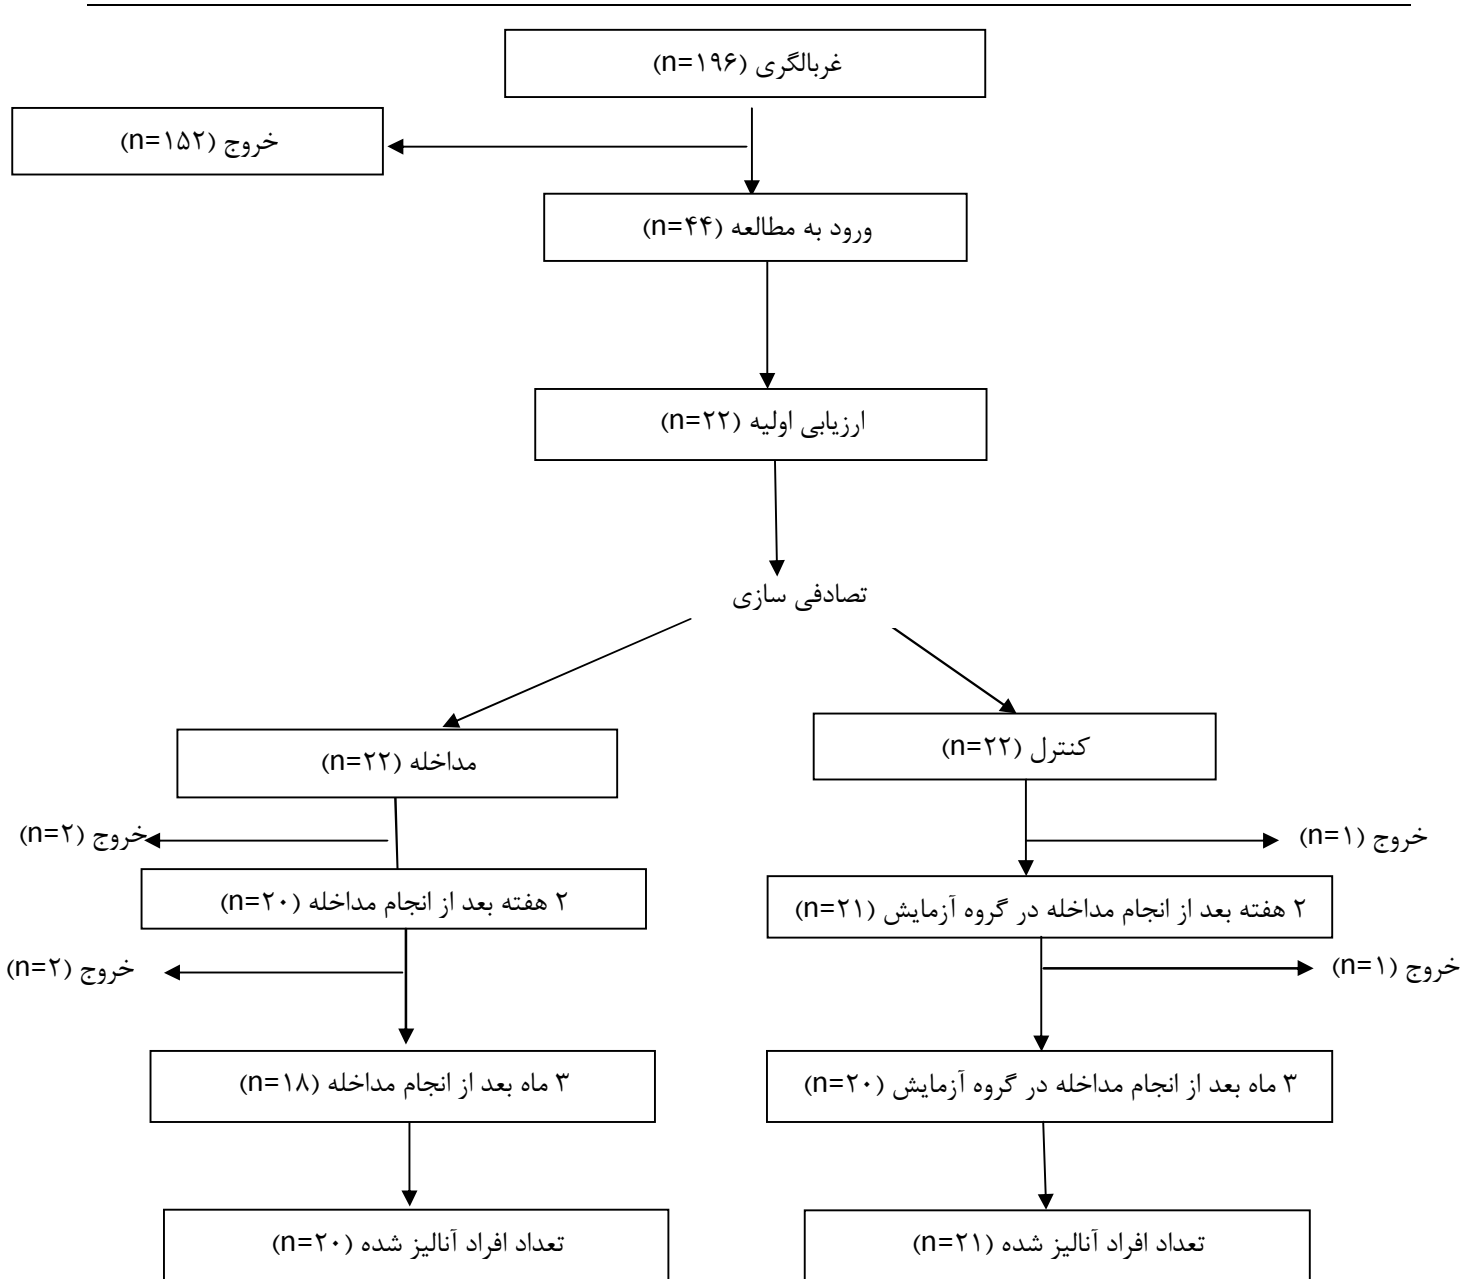 غربالگری (n=۱۹۶)
خروج (n=۱۵۲)
ورود به مطالعه (n=۴۴)
ارزیابی اولیه (n=۲۲)
تصادفی سازی
کنترل (n=۲۲)
مداخله (n=۲۲)
خروج (n=۱)
خروج (n=۲)
۲ هفته بعد از انجام مداخله در گروه آزمایش (n=۲۱)
۲ هفته بعد از انجام مداخله (n=۲۰)
خروج (n=۱)
خروج (n=۲)
۳ ماه بعد از انجام مداخله در گروه آزمایش (n=۲۰)
۳ ماه بعد از انجام مداخله (n=۱۸)
تعداد افراد آنالیز شده (n=۲۱)
تعداد افراد آنالیز شده (n=۲۰)